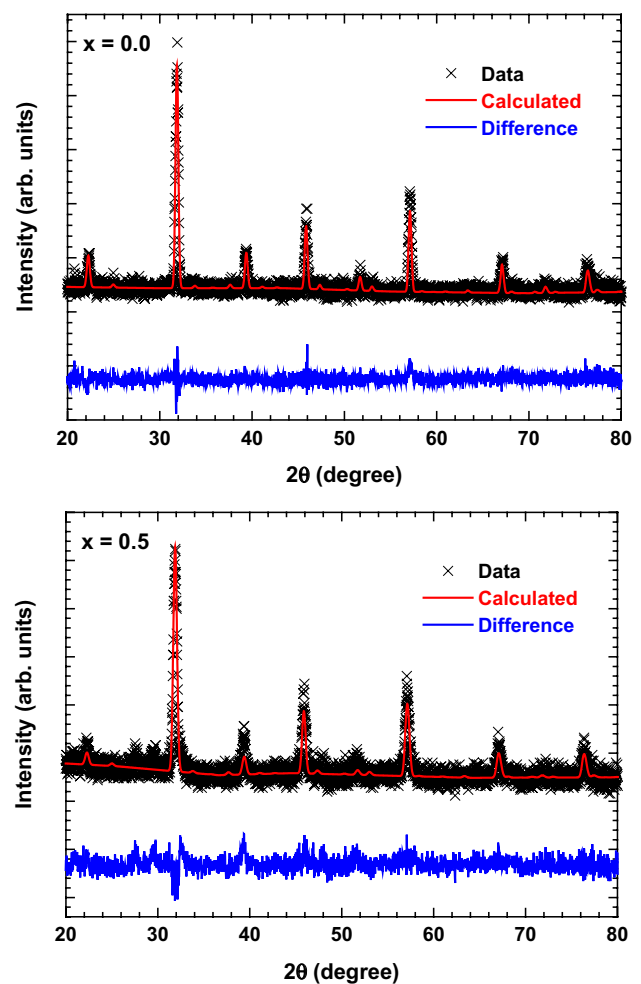 x = 0.0
Data
Calculated
Difference
Intensity (arb. units)
20 30 40 50 60 70 80
2θ (degree)
x = 0.5
Data
Calculated
Difference
Intensity (arb. units)
20 30 40 50 60 70 80
2θ (degree)